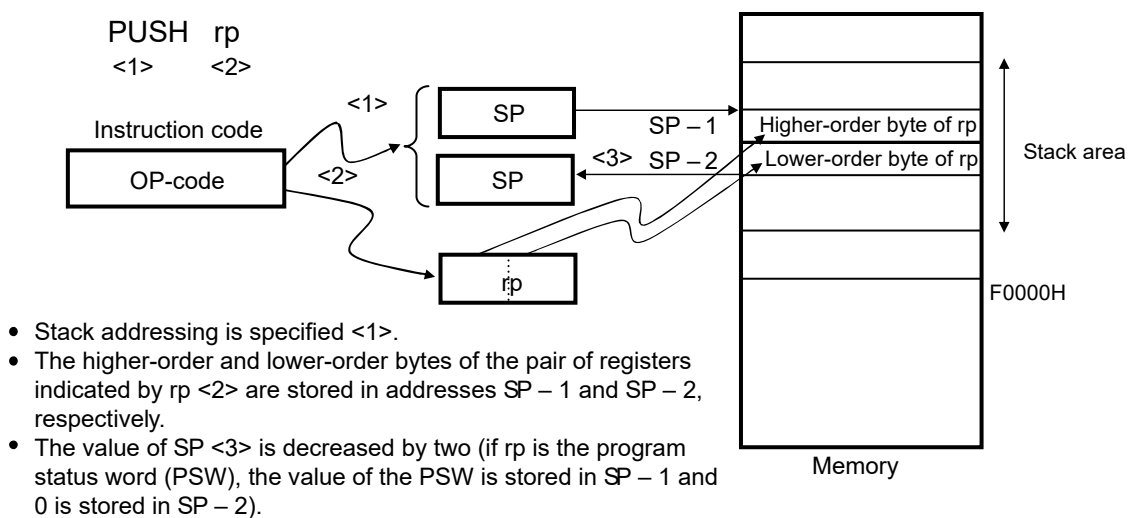 PUSH rp
<1> <2>
<1>
SP
SP – 1
Higher-order byte of rp
Instruction code
<3>
SP – 2
Lower-order byte of rp
Stack area
OP-code
<2>
SP
rp
F0000H
• Stack addressing is specified <1>.
• The higher-order and lower-order bytes of the pair of registers
indicated by rp <2> are stored in addresses SP – 1 and SP – 2,
respectively.
• The value of SP <3> is decreased by two (if rp is the program
status word (PSW), the value of the PSW is stored in SP – 1 and
0 is stored in SP – 2).
Memory